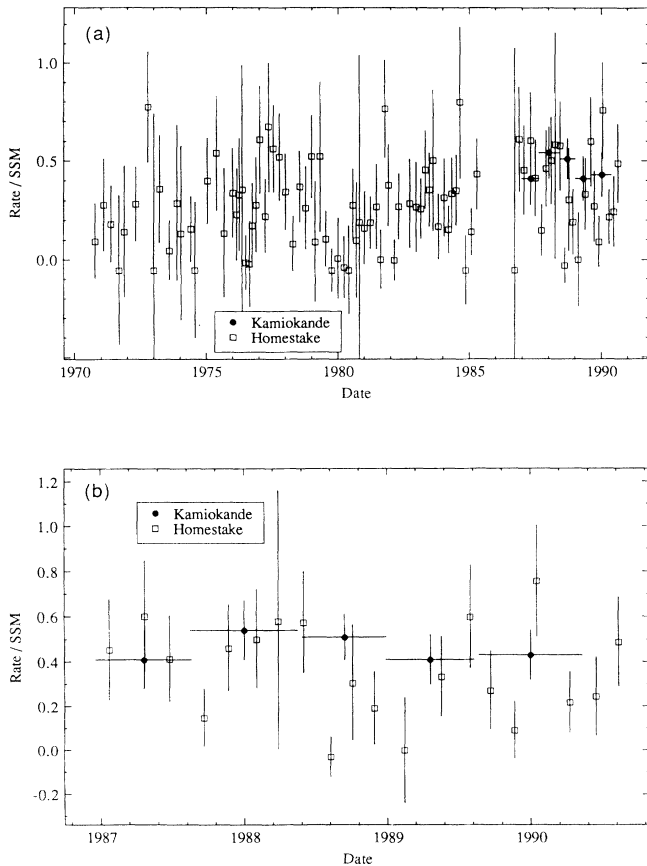 (a)
Rate / SSM
1.0
0.5
0.0
Kamiokande
Homestake
1970
1975
1980
1985
1990
Date
(b)
Rate / SSM
1.2
1.0
0.8
0.6
0.4
0.2
0.0
-0.2
Kamiokande
Homestake
1987
1988
1989
1990
Date